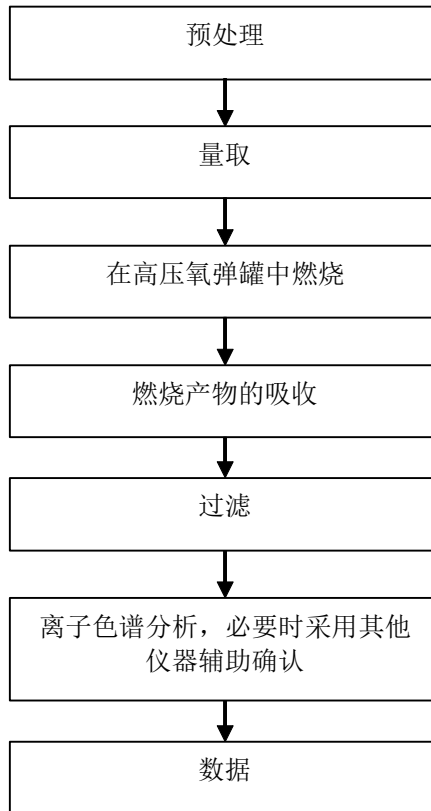 预处理
量取
在高压氧弹罐中燃烧
燃烧产物的吸收
过滤
离子色谱分析，必要时采用其他
仪器辅助确认
数据